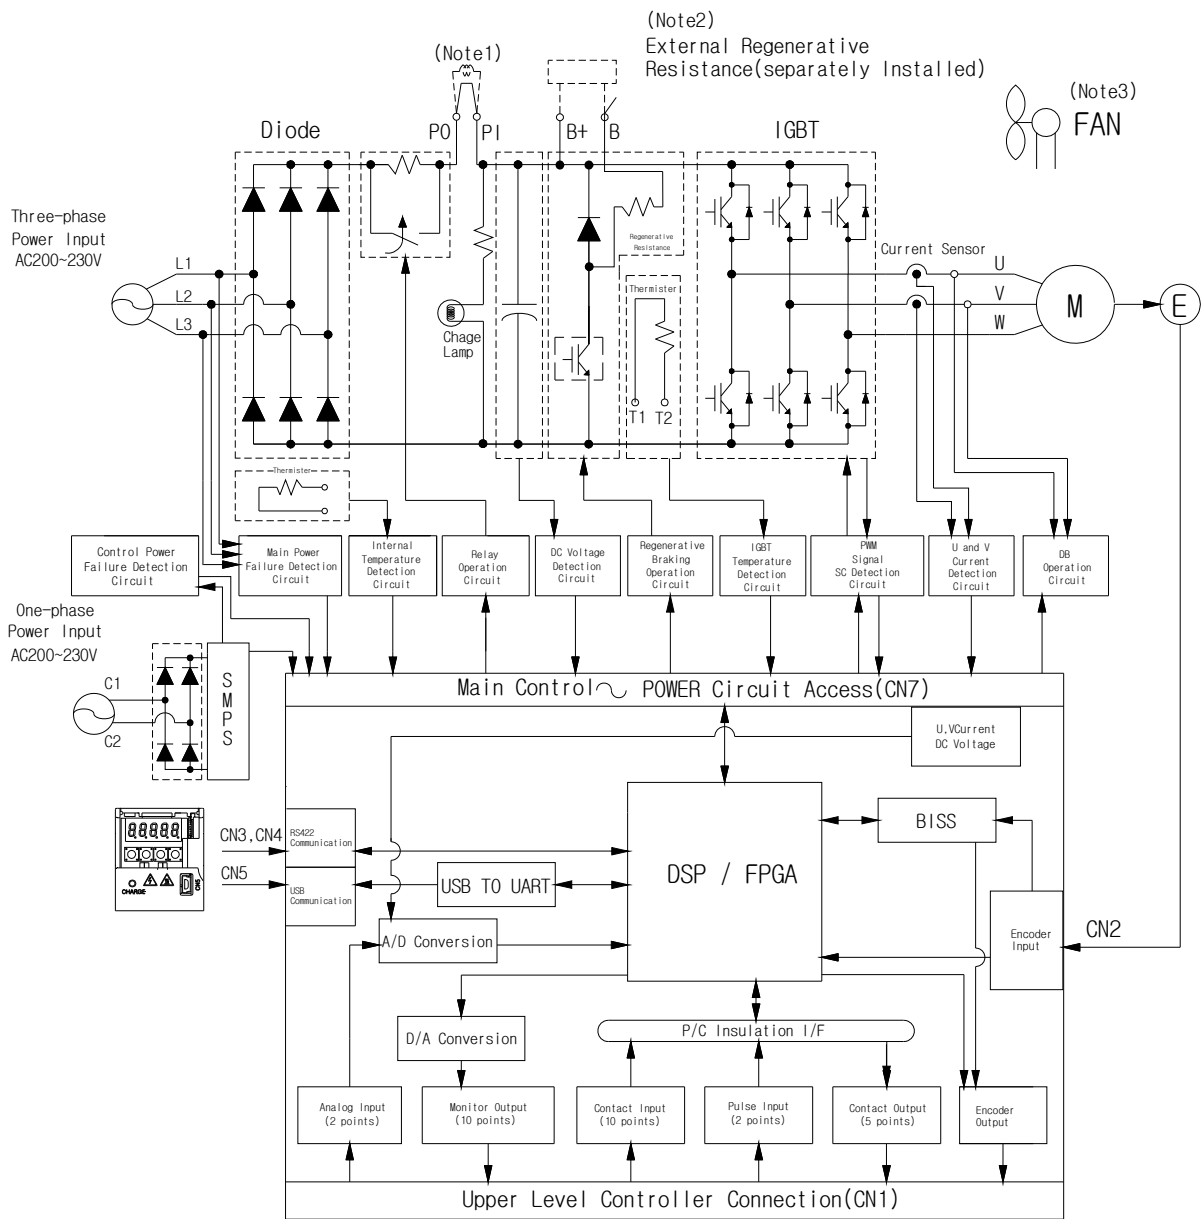 (Note2)
External Regenerative
Resistance(separately Installed)
(Note1)
(Note3)
FAN
Diode
PO
PI
B+
B
IGBT
Three-phase
Power Input
AC200~230V
L1
L2
L3
Regenerative
Resistance
Current Sensor
U
V
W
M
E
Thermister
Chage
Lamp
T1
T2
Thermister
Control Power
Failure Detection
Circuit
Main Power
Failure Detection
Circuit
Internal
Temperature
Detection
Circuit
Relay
Operation
Circuit
DC Voltage
Detection
Circuit
Regenerative
Braking
Operation
Circuit
IGBT
Temperature
Detection
Circuit
PWM
Signal
SC Detection
Circuit
U and V
Current
Detection
Circuit
DB
Operation
Circuit
One-phase
Power Input
AC200~230V
C1
C2
SMPS
Main Control POWER Circuit Access(CN7)
U.VCurrent
DC Voltage
CHARGE
CN5
CN3,CN4
CN5
RS422
Communication
USB
Communication
USB TO UART
DSP / FPGA
BISS
A/D Conversion
Encoder
Input
CN2
D/A Conversion
P/C Insulation I/F
Analog Input
(2 points)
Monitor Output
(10 points)
Contact Input
(10 points)
Pulse Input
(2 points)
Contact Output
(5 points)
Encoder
Output
Upper Level Controller Connection(CN1)